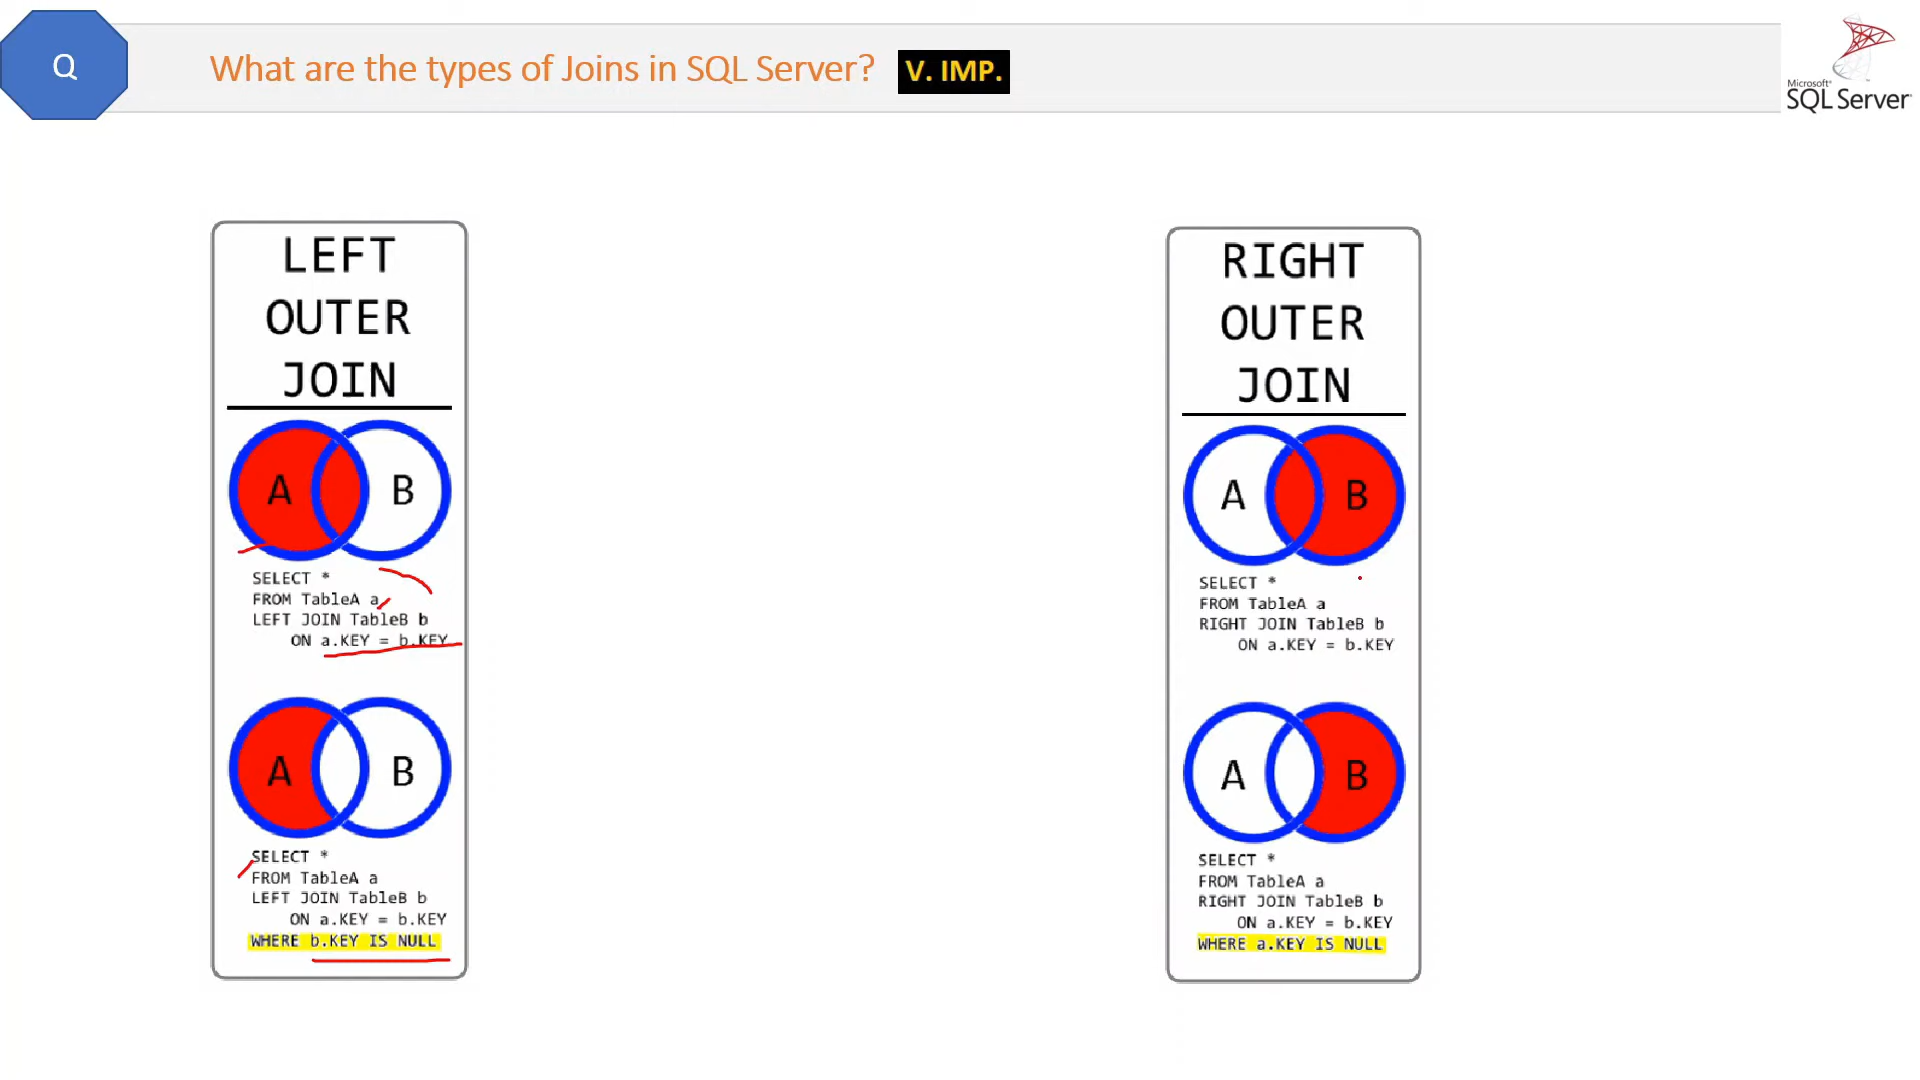 Q
What are the types of Joins in SQL Server?
V. IMP.
Microsoft®
SQL Server
LEFT
OUTER
JOIN
A B
SELECT *
FROM TableA a
LEFT JOIN TableB b
ON a.KEY = b.KEY
A B
SELECT *
FROM TableA a
LEFT JOIN TableB b
ON a.KEY = b.KEY
WHERE b.KEY IS NULL
RIGHT
OUTER
JOIN
A B
SELECT *
FROM TableA a
RIGHT JOIN TableB b
ON a.KEY = b.KEY
A B
SELECT *
FROM TableA a
RIGHT JOIN TableB b
ON a.KEY = b.KEY
WHERE a.KEY IS NULL